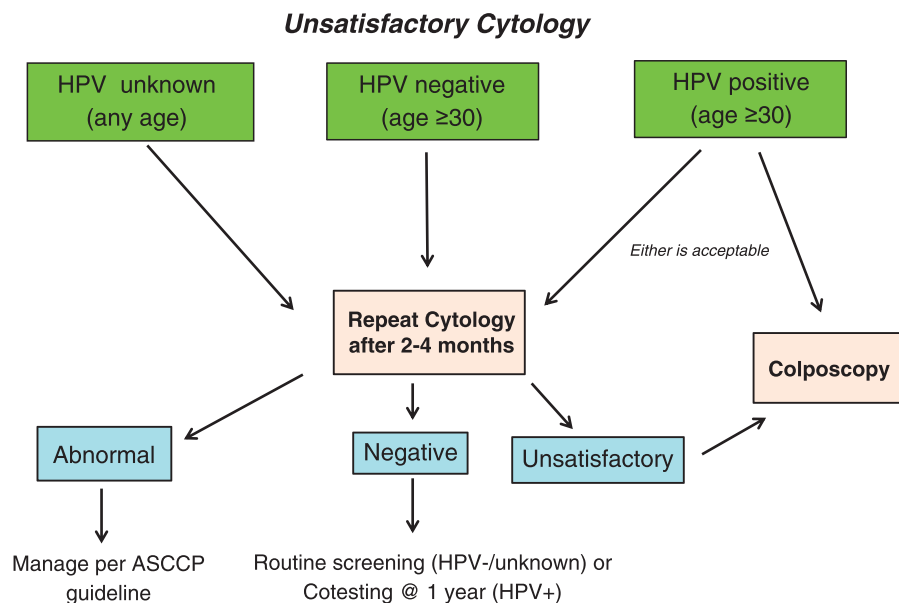 Unsatisfactory Cytology
HPV unknown
(any age)
HPV negative
(age ≥30)
HPV positive
(age ≥30)
Either is acceptable
Repeat Cytology
after 2-4 months
Colposcopy
Abnormal
Negative
Unsatisfactory
Manage per ASCCP
guideline
Routine screening (HPV-/unknown) or
Cotesting @ 1 year (HPV+)